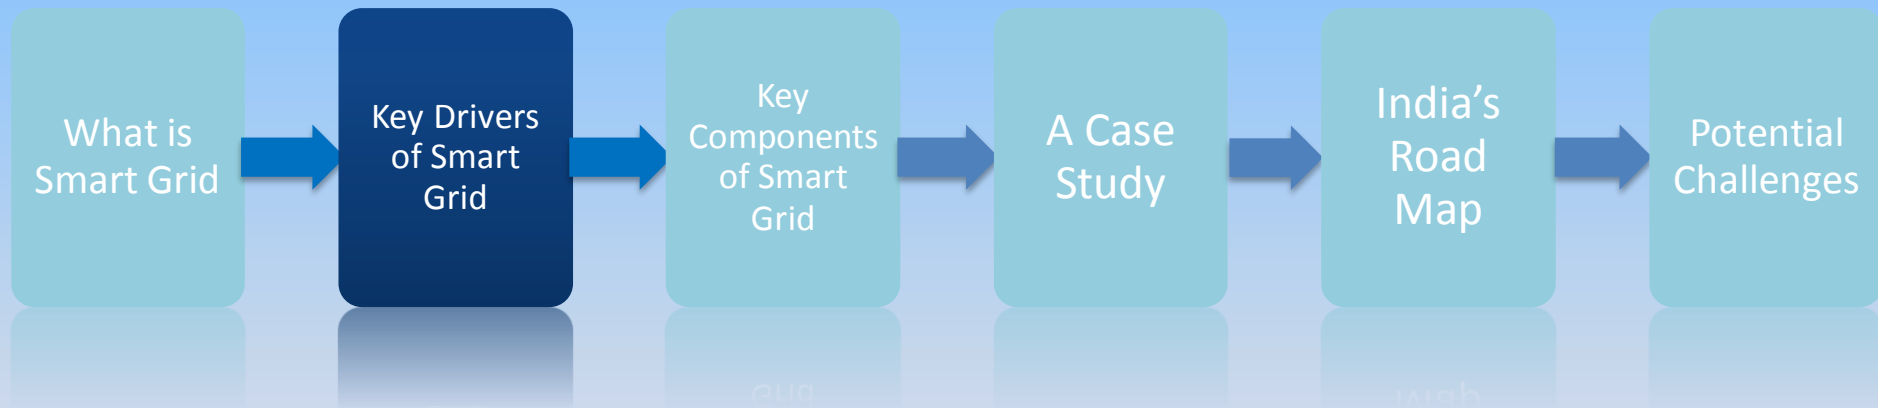 What is
Smart Grid
Key Drivers
of Smart
Grid
Key
Components
of Smart
Grid
A Case
Study
India’s
Road
Map
Potential
Challenges